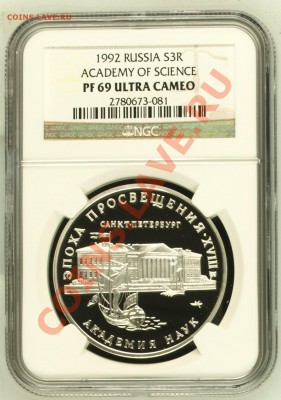 COINS.LAVE.РУ
1992 RUSSIA S3R
ACADEMY OF SCIENCE
PF 69 ULTRA CAMEO
2780673-081
NGC
ЭПОХА ПРОСВЕЩЕНИЯ·XVIII в.
САНКТ-ПЕТЕРБУРГ
АКАДЕМИЯ НАУК